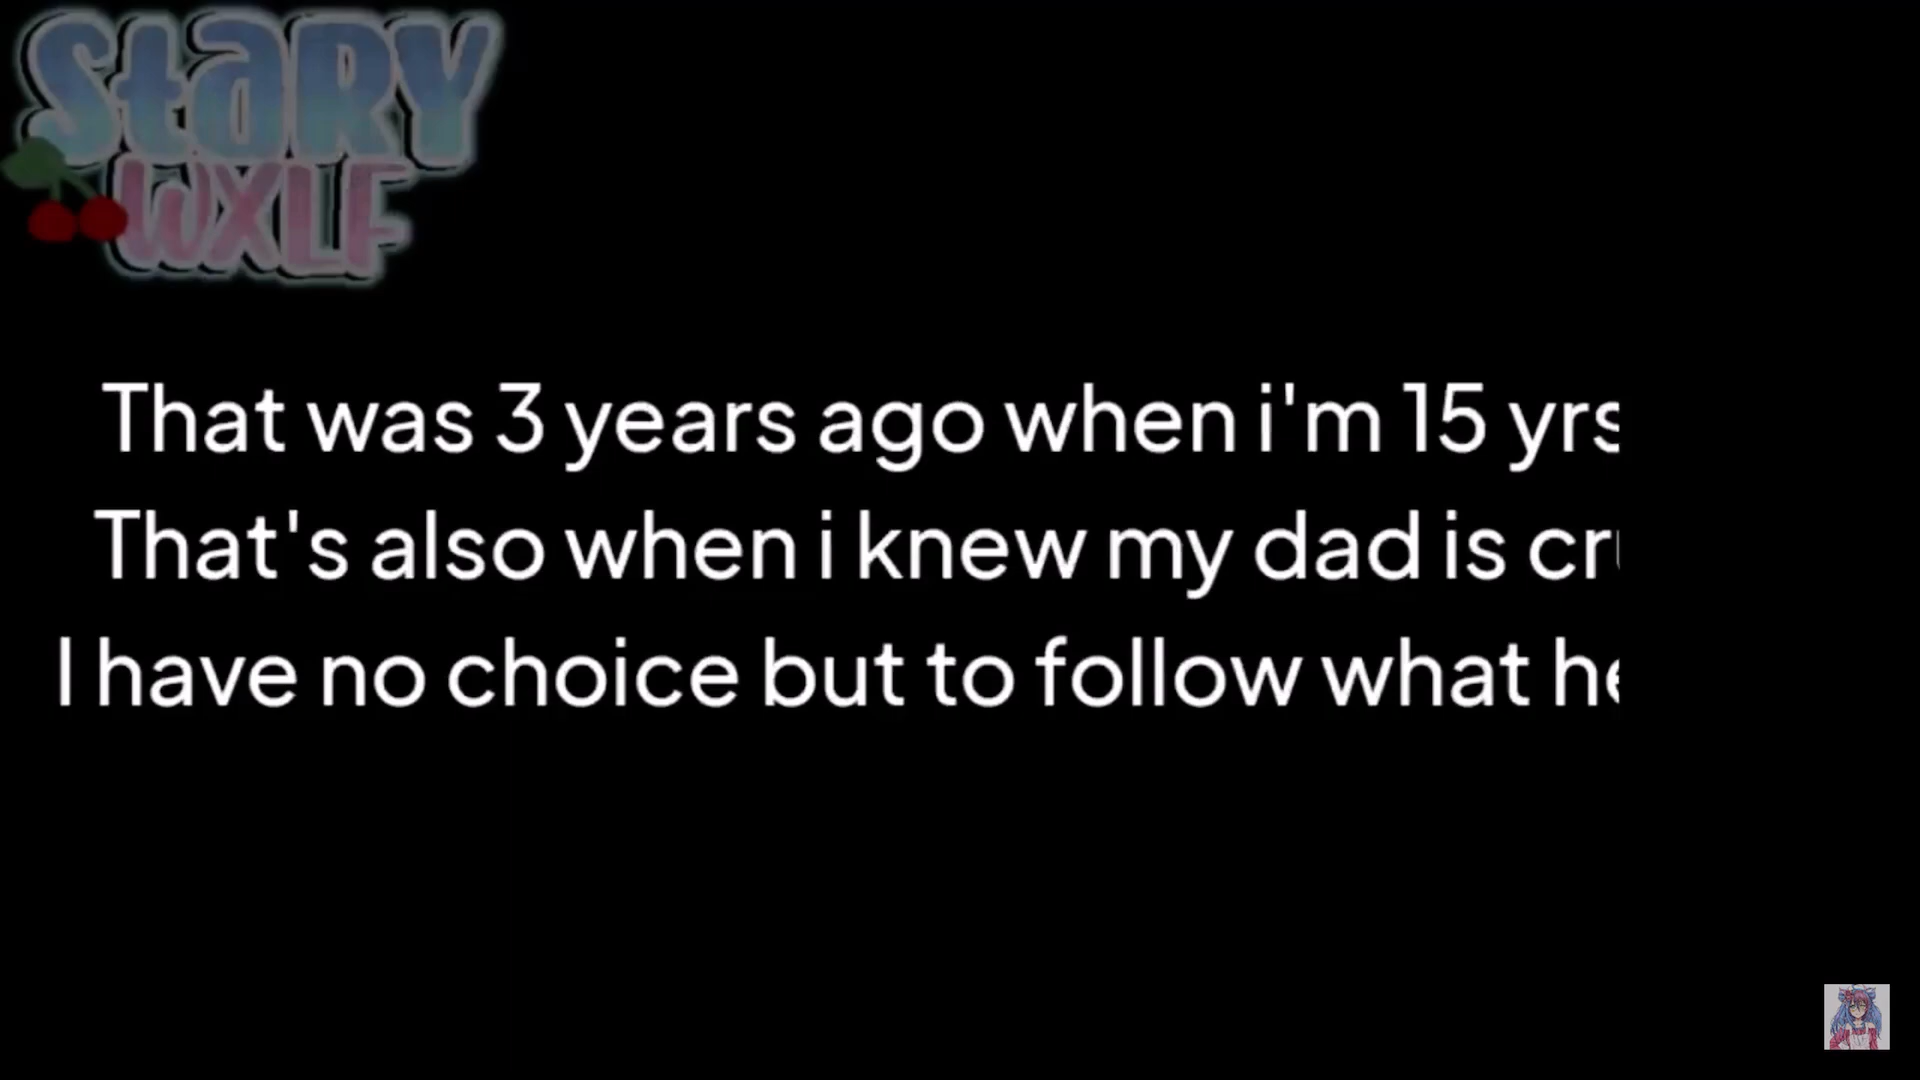 StaRY
WXLF
That was 3 years ago when i'm 15 yrs
That's also when i knew my dad is
I have no choice but to follow what